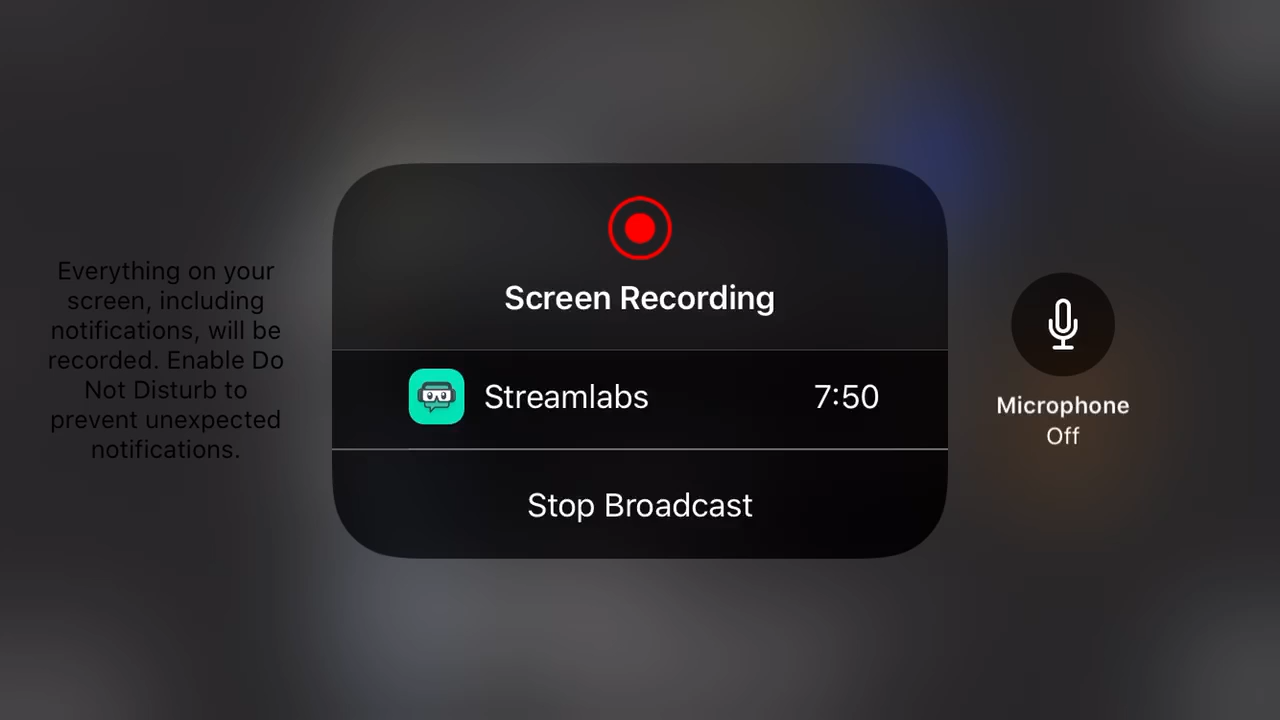 Everything on your
screen, including
notifications, will be
recorded. Enable Do
Not Disturb to
prevent unexpected
notifications.
Screen Recording
Streamlabs 7:50
Stop Broadcast
Microphone
Off